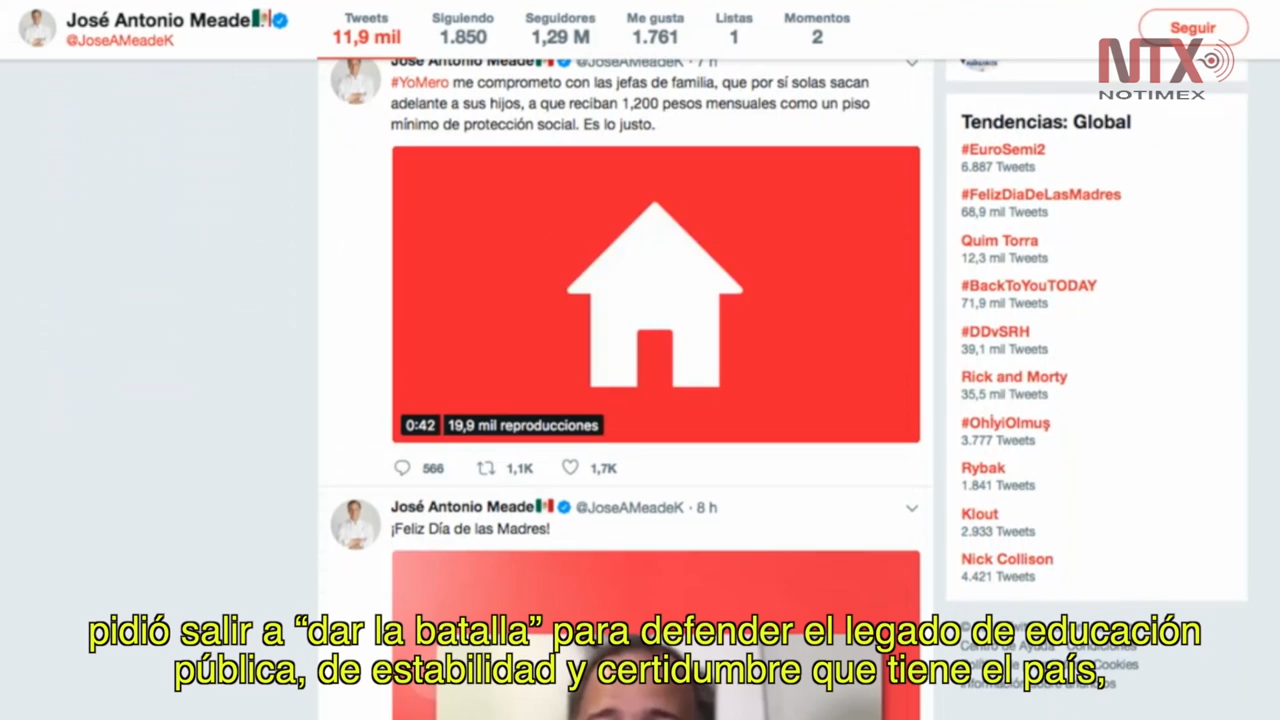 José Antonio Meade
@JoseAMeadeK
Tweets
11,9 mil
Siguiendo
1.850
Seguidores
1,29 M
Me gusta
1.761
Listas
1
Momentos
2
Seguir
NTX
NOTIMEX
José Antonio Meade @JoseAMeadeK · 7 h
#YoMero me comprometo con las jefas de familia, que por sí solas sacan
adelante a sus hijos, a que reciban 1,200 pesos mensuales como un piso
mínimo de protección social. Es lo justo.
0:42 19,9 mil reproducciones
566 1,1K 1,7K
José Antonio Meade @JoseAMeadeK · 8 h
¡Feliz Día de las Madres!
Tendencias: Global
#EuroSemi2
6.887 Tweets
#FelizDiaDeLasMadres
68,9 mil Tweets
Quim Torra
12,3 mil Tweets
#BackToYouTODAY
71,9 mil Tweets
#DDvSRH
39,1 mil Tweets
Rick and Morty
35,5 mil Tweets
#OhİyiOlmuş
3.777 Tweets
Rybak
1.841 Tweets
Klout
2.933 Tweets
Nick Collison
4.421 Tweets
Cookies
pidió salir a “dar la batalla” para defender el legado de educación
pública, de estabilidad y certidumbre que tiene el país,